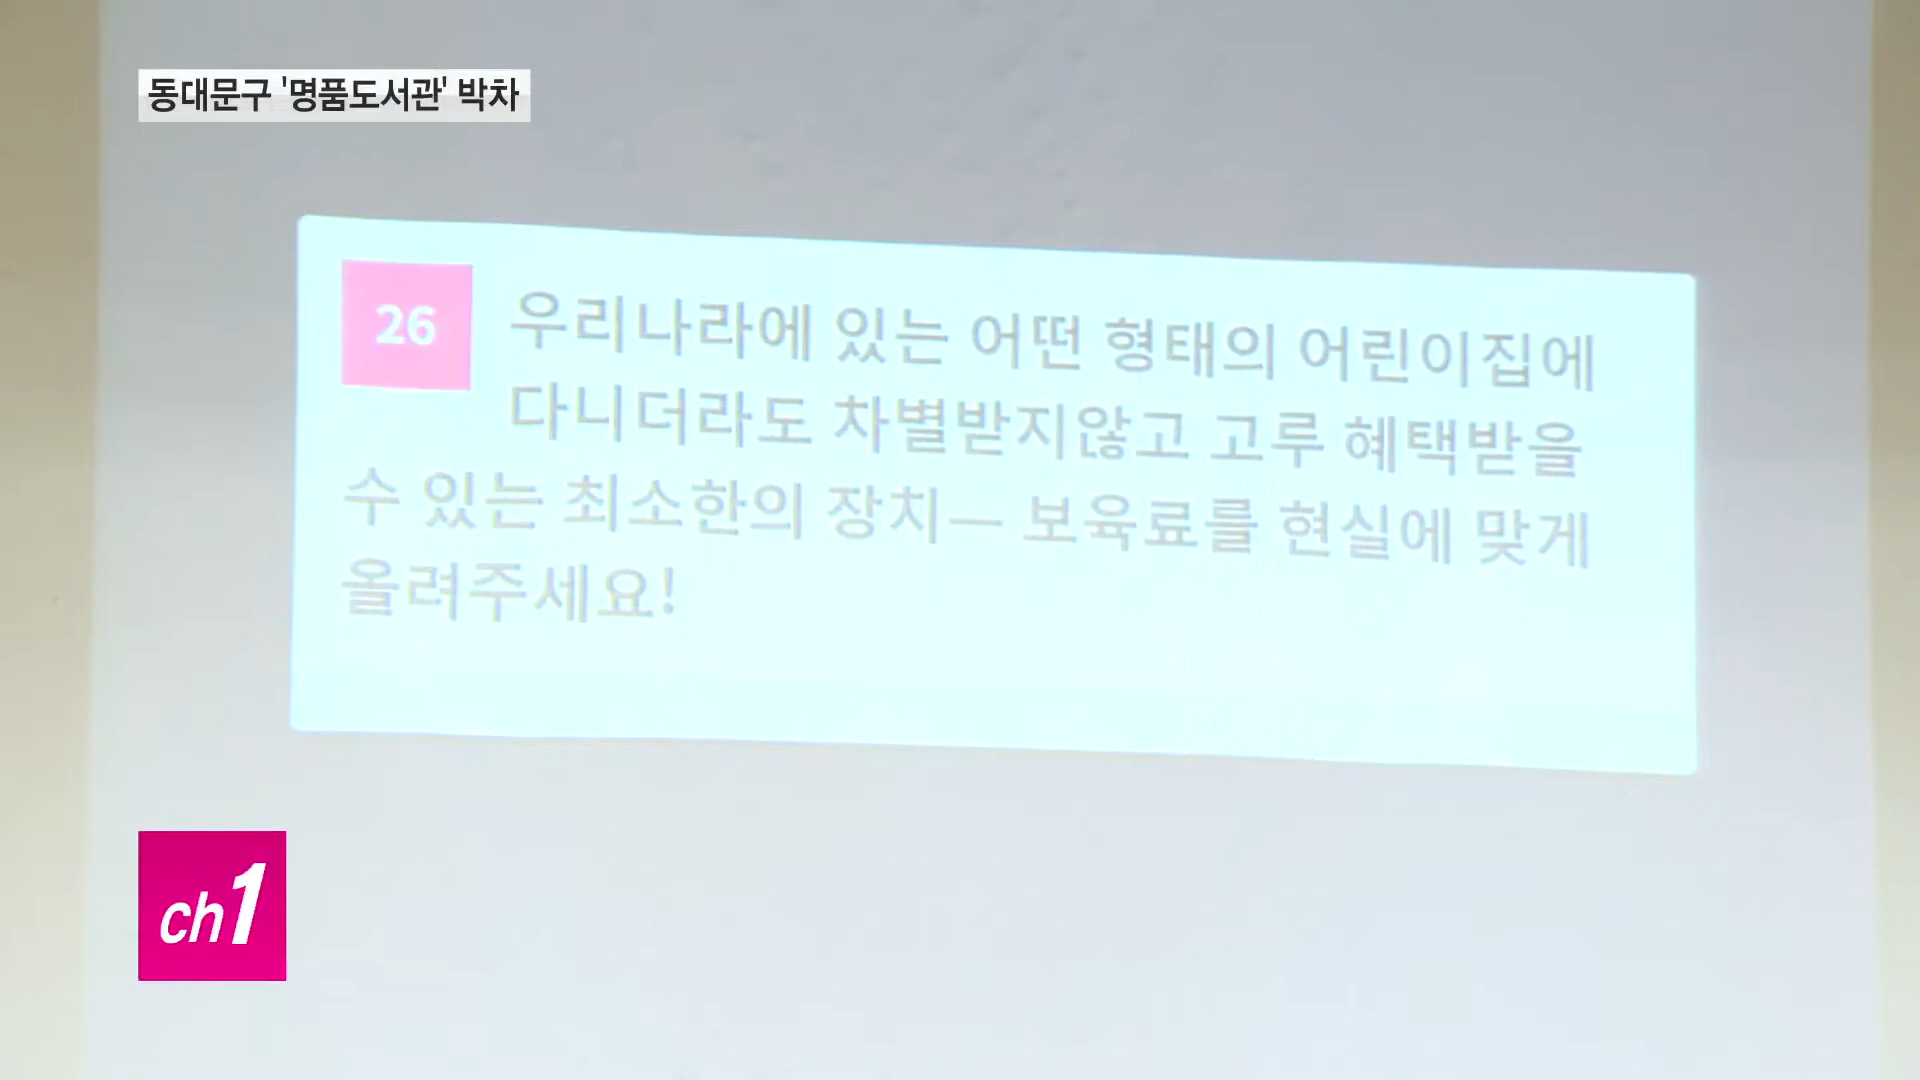 동대문구 '명품도서관' 박차
26
우리나라에 있는 어떤 형태의 어린이집에
다니더라도 차별받지않고 고루 혜택받을
수 있는 최소한의 장치— 보육료를 현실에 맞게
올려주세요!
ch1